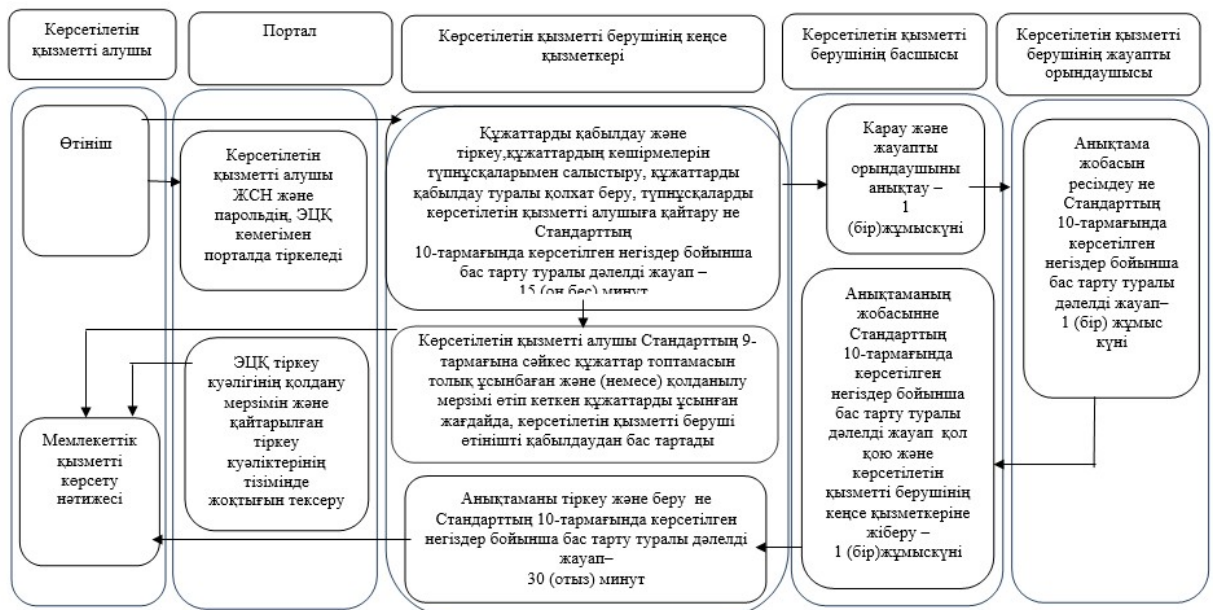 Көрсетілетін
қызметті алушы
Портал
Көрсетілетін қызметті берушінің кеңсе
қызметкері
Көрсетілетін қызметті
берушінің басшысы
Көрсетілетін қызметті
берушінің жауапты
орындаушысы
Өтініш
Көрсетілетін
қызметті алушы
ЖСН және
парольдің, ЭЦҚ
көмегімен
порталда тіркеледі
Құжаттарды қабылдау және
тіркеу,құжаттардың көшірмелерін
түпнұсқаларымен салыстыру, құжаттарды
қабылдау туралы қолхат беру, түпнұсқаларды
көрсетілетін қызметті алушыға қайтару не
Стандарттың
10-тармағында көрсетілген негіздер бойынша
бас тарту туралы дәлелді жауап –
15 (он бес) минут
Карау және
жауапты
орындаушыны
анықтау –
1
(бір)жұмыскүні
Анықтама
жобасын
ресімдеу не
Стандарттың
10-тармағында
көрсетілген
негіздер бойынша
бас тарту туралы
дәлелді жауап–
1 (бір) жұмыс
күні
Мемлекеттік
қызметті
көрсету
нәтижесі
ЭЦҚ тіркеу
куәлігінің қолдану
мерзімін және
қайтарылған
тіркеу
куәліктерінің
тізімінде
жоқтығын тексеру
Көрсетілетін қызметті алушы Стандарттың 9-
тармағына сәйкес құжаттар топтамасын
толық ұсынбаған және (немесе) қолданылу
мерзімі өтіп кеткен құжаттарды ұсынған
жағдайда, көрсетілетін қызметті беруші
өтінішті қабылдаудан бас тартады
Анықтаманы тіркеу және беру не
Стандарттың 10-тармағында көрсетілген
негіздер бойынша бас тарту туралы дәлелді
жауап–
30 (отыз) минут
Анықтаманың
жобасынне
Стандарттың
10-тармағында
көрсетілген
негіздер бойынша
бас тарту туралы
дәлелді жауап қол
қою және
көрсетілетін
қызметті берушінің
кеңсе қызметкеріне
жіберу –
1 (бір)жұмыскүні